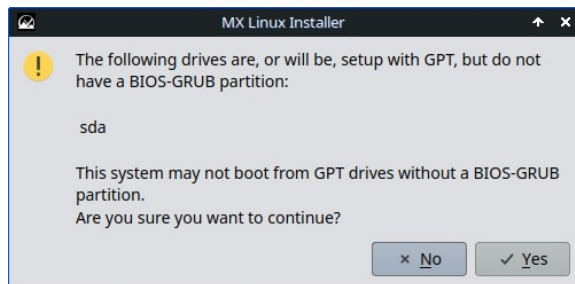 MX Linux Installer
The following drives are, or will be, setup with GPT, but do not
have a BIOS-GRUB partition:
sda
This system may not boot from GPT drives without a BIOS-GRUB
partition.
Are you sure you want to continue?
No
Yes